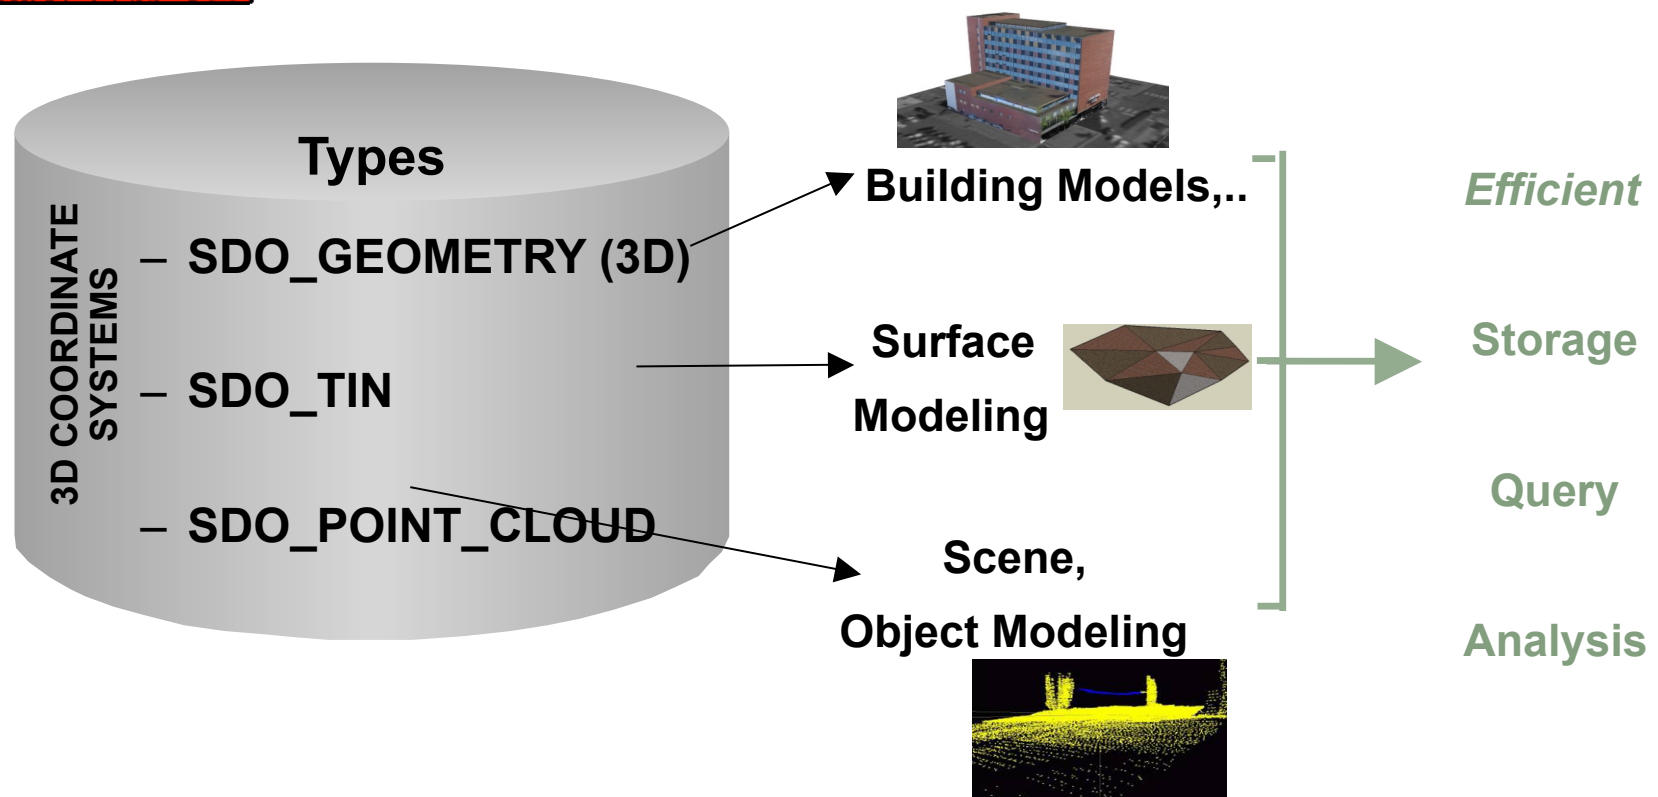 Types
3D COORDINATE
SYSTEMS
– SDO_GEOMETRY (3D)
– SDO_TIN
– SDO_POINT_CLOUD
Building Models,..
Surface
Modeling
Scene,
Object Modeling
Efficient
Storage
Query
Analysis